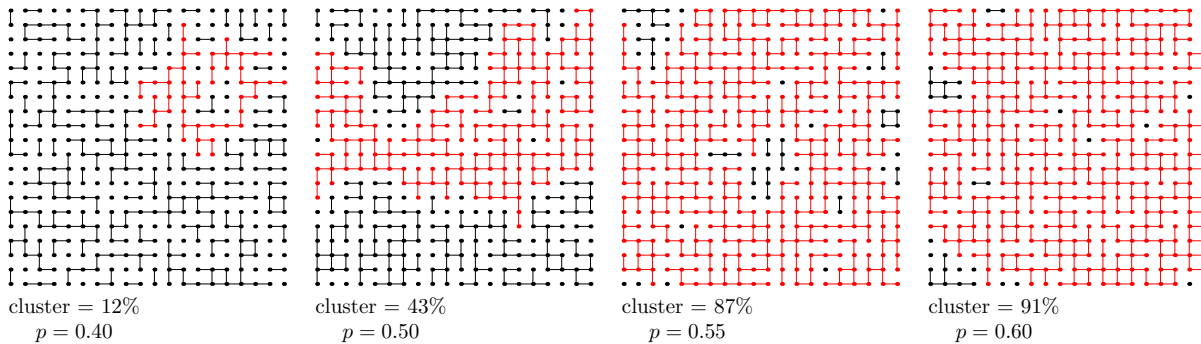 cluster = 12%
p = 0.40
cluster = 43%
p = 0.50
cluster = 87%
p = 0.55
cluster = 91%
p = 0.60